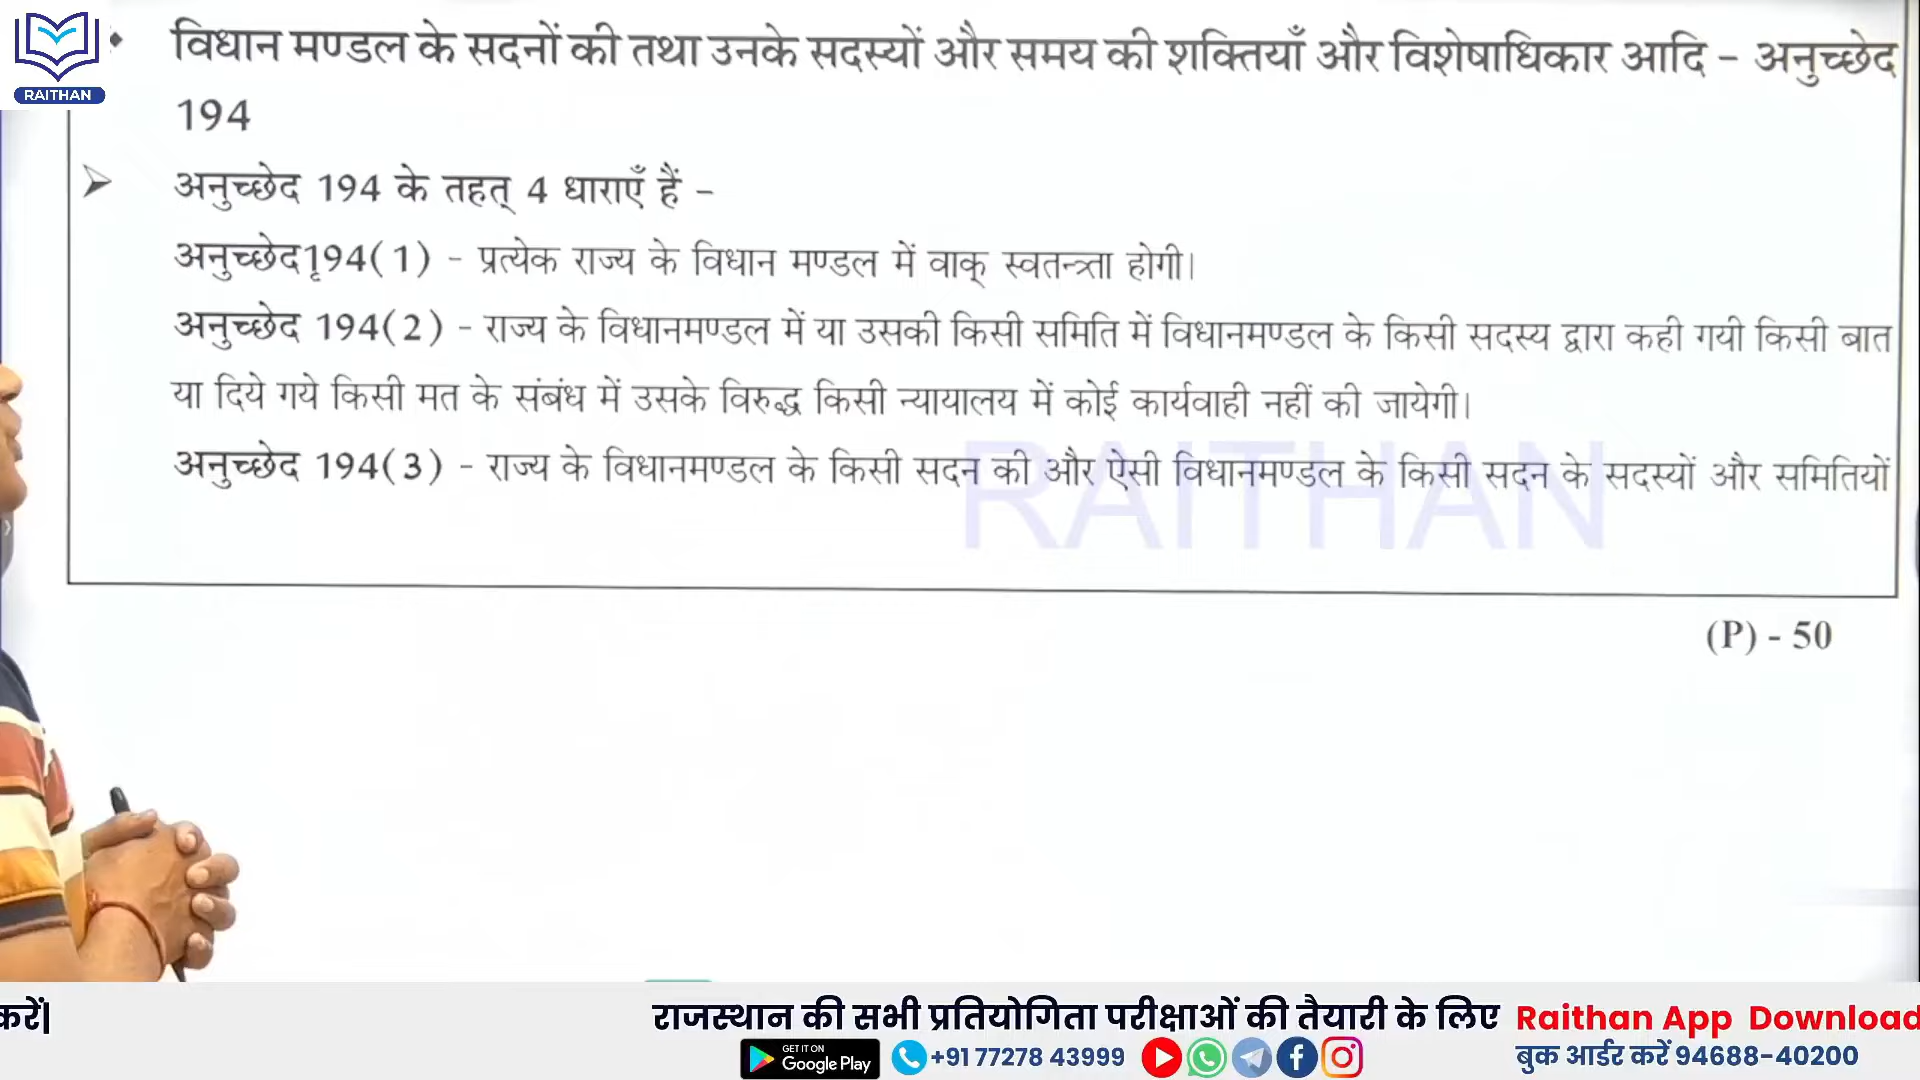 RAITHAN
विधान मण्डल के सदनों की तथा उनके सदस्यों और समय की शक्तियाँ और विशेषाधिकार आदि - अनुच्छेद
194
➢ अनुच्छेद 194 के तहत् 4 धाराएँ हैं -
अनुच्छेद194(1) - प्रत्येक राज्य के विधान मण्डल में वाक् स्वतन्त्रता होगी।
अनुच्छेद 194(2) - राज्य के विधानमण्डल में या उसकी किसी समिति में विधानमण्डल के किसी सदस्य द्वारा कही गयी किसी बात
या दिये गये किसी मत के संबंध में उसके विरुद्ध किसी न्यायालय में कोई कार्यवाही नहीं की जायेगी।
अनुच्छेद 194(3) - राज्य के विधानमण्डल के किसी सदन की और ऐसी विधानमण्डल के किसी सदन के सदस्यों और समितियों
RAITHAN
(P) - 50
करें| राजस्थान की सभी प्रतियोगिता परीक्षाओं की तैयारी के लिए Raithan App Download
GET IT ON Google Play +91 77278 43999 बुक आर्डर करें 94688-40200